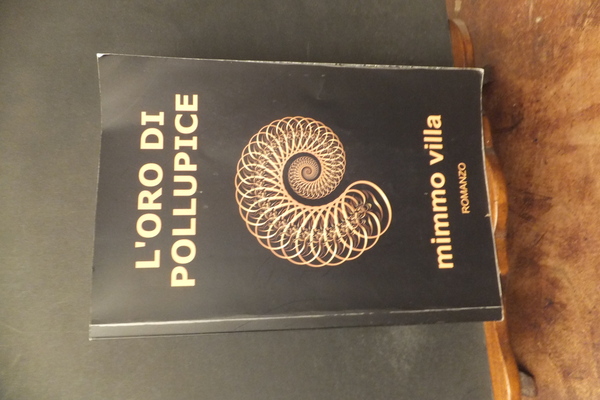 L'ORO DI
POLLUPICE
mimmo villa
ROMANZO